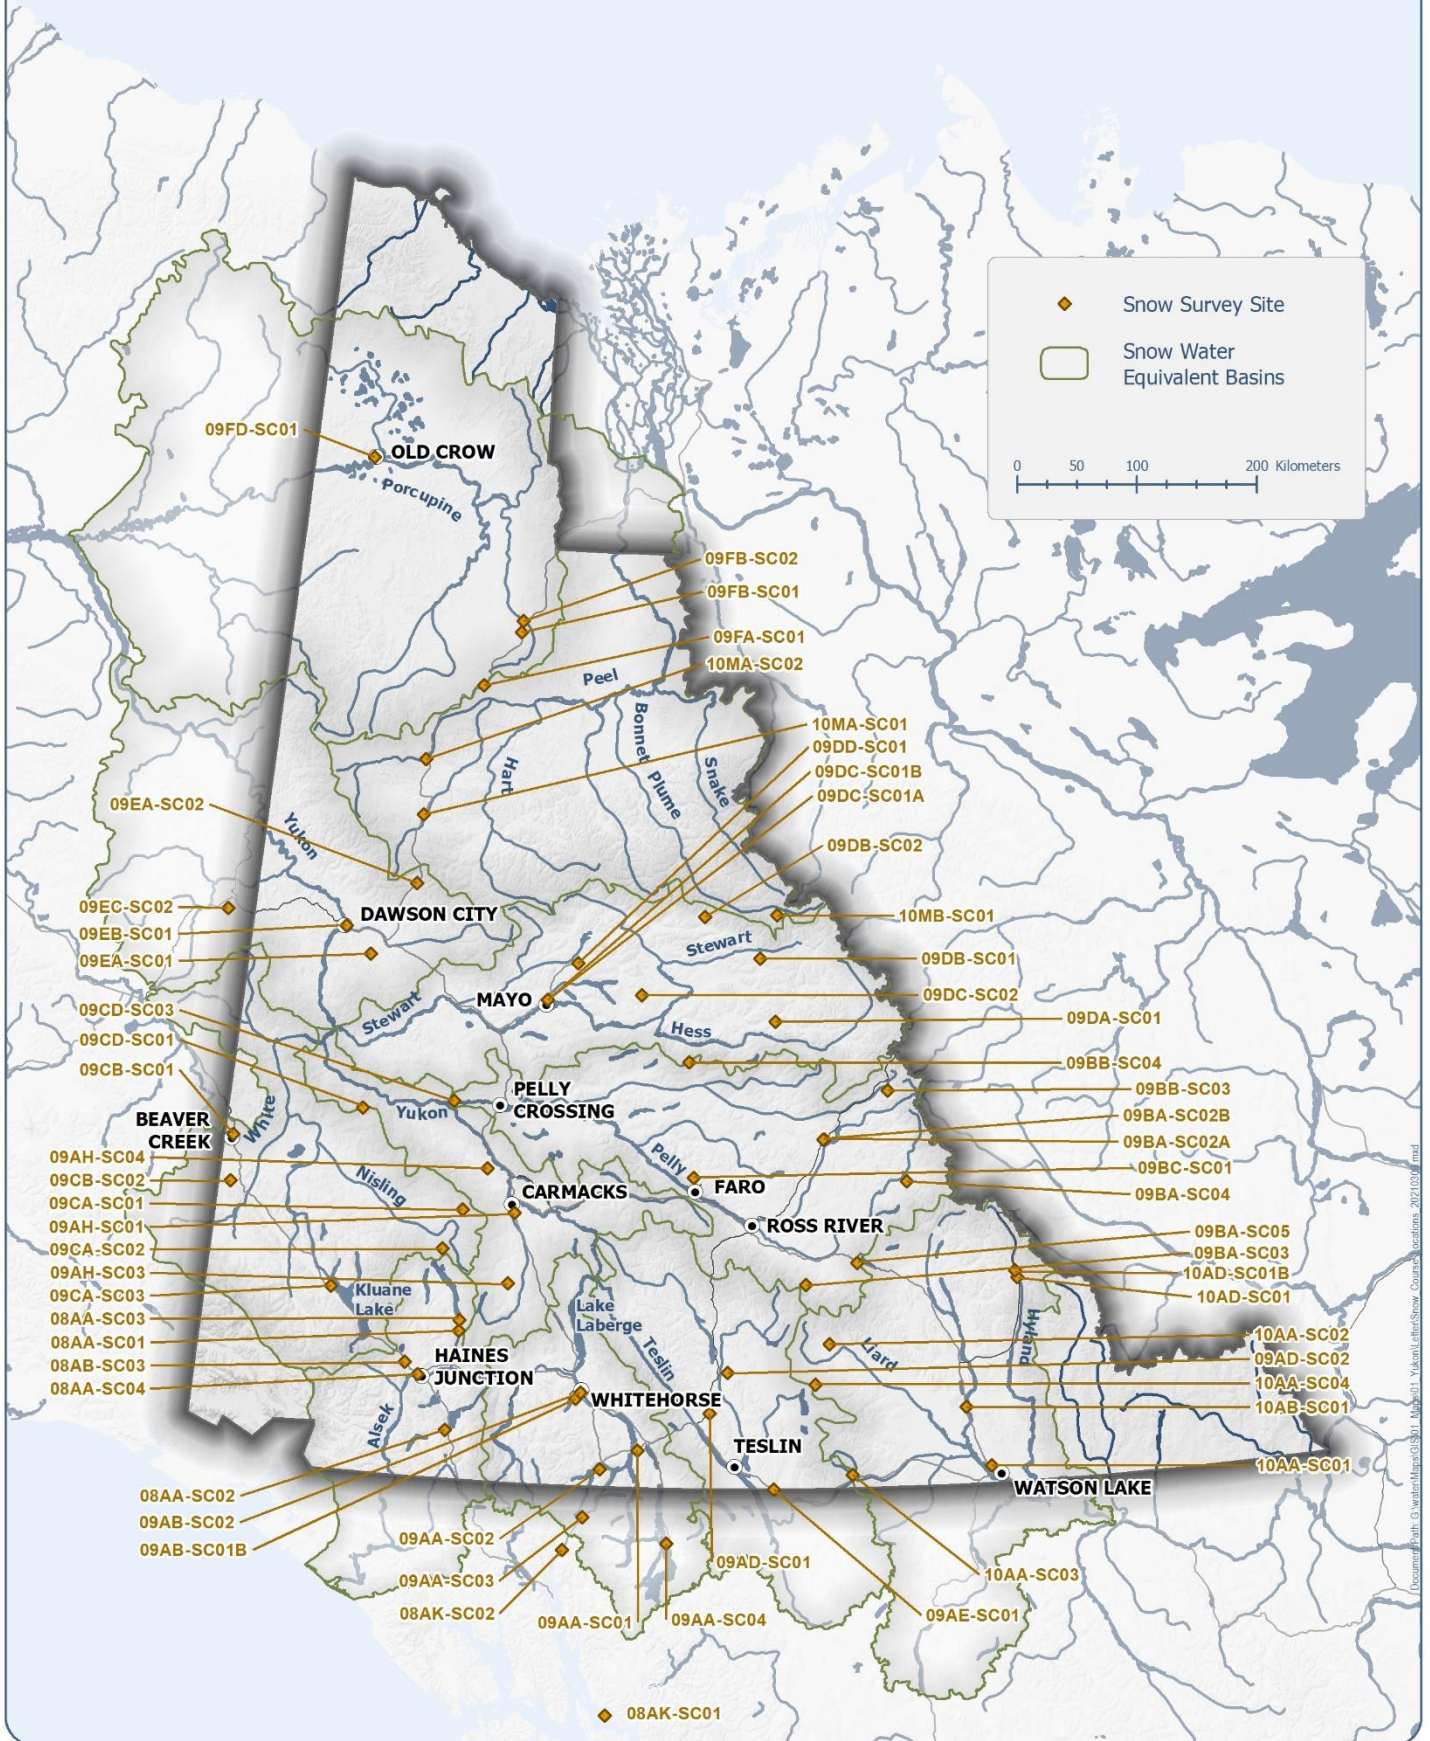 Snow Survey Site
Snow Water
Equivalent Basins
0 50 100 200 Kilometers
09FD-SC01
OLD CROW
Porcupine
09FB-SC02
09FB-SC01
09FA-SC01
10MA-SC02
Peel
10MA-SC01
09DD-SC01
09DC-SC01B
09DC-SC01A
Hart
Bonnet Plume
Snake
09EA-SC02
Yukon
09DB-SC02
09EC-SC02
DAWSON CITY
10MB-SC01
09EB-SC01
Stewart
09EA-SC01
09DB-SC01
MAYO
09DC-SC02
09CD-SC03
Stewart
Hess
09DA-SC01
09CD-SC01
09CB-SC01
09BB-SC04
PELLY
CROSSING
09BB-SC03
Yukon
White
BEAVER
CREEK
09BA-SC02B
09BA-SC02A
Pelly
09AH-SC04
09BC-SC01
09CB-SC02
Nisling
CARMACKS
FARO
09BA-SC04
09CA-SC01
09AH-SC01
ROSS RIVER
09BA-SC05
09CA-SC02
09BA-SC03
09AH-SC03
10AD-SC01B
09CA-SC03
Kluane
Lake
10AD-SC01
Lake
Laberge
08AA-SC03
Hyland
08AA-SC01
10AA-SC02
Teslin
Liard
08AB-SC03
HAINES
JUNCTION
09AD-SC02
08AA-SC04
10AA-SC04
WHITEHORSE
10AB-SC01
Alsek
TESLIN
10AA-SC01
WATSON LAKE
08AA-SC02
09AB-SC02
09AB-SC01B
09AA-SC02
09AD-SC01
10AA-SC03
09AA-SC03
08AK-SC02
09AA-SC01
09AA-SC04
09AE-SC01
08AK-SC01